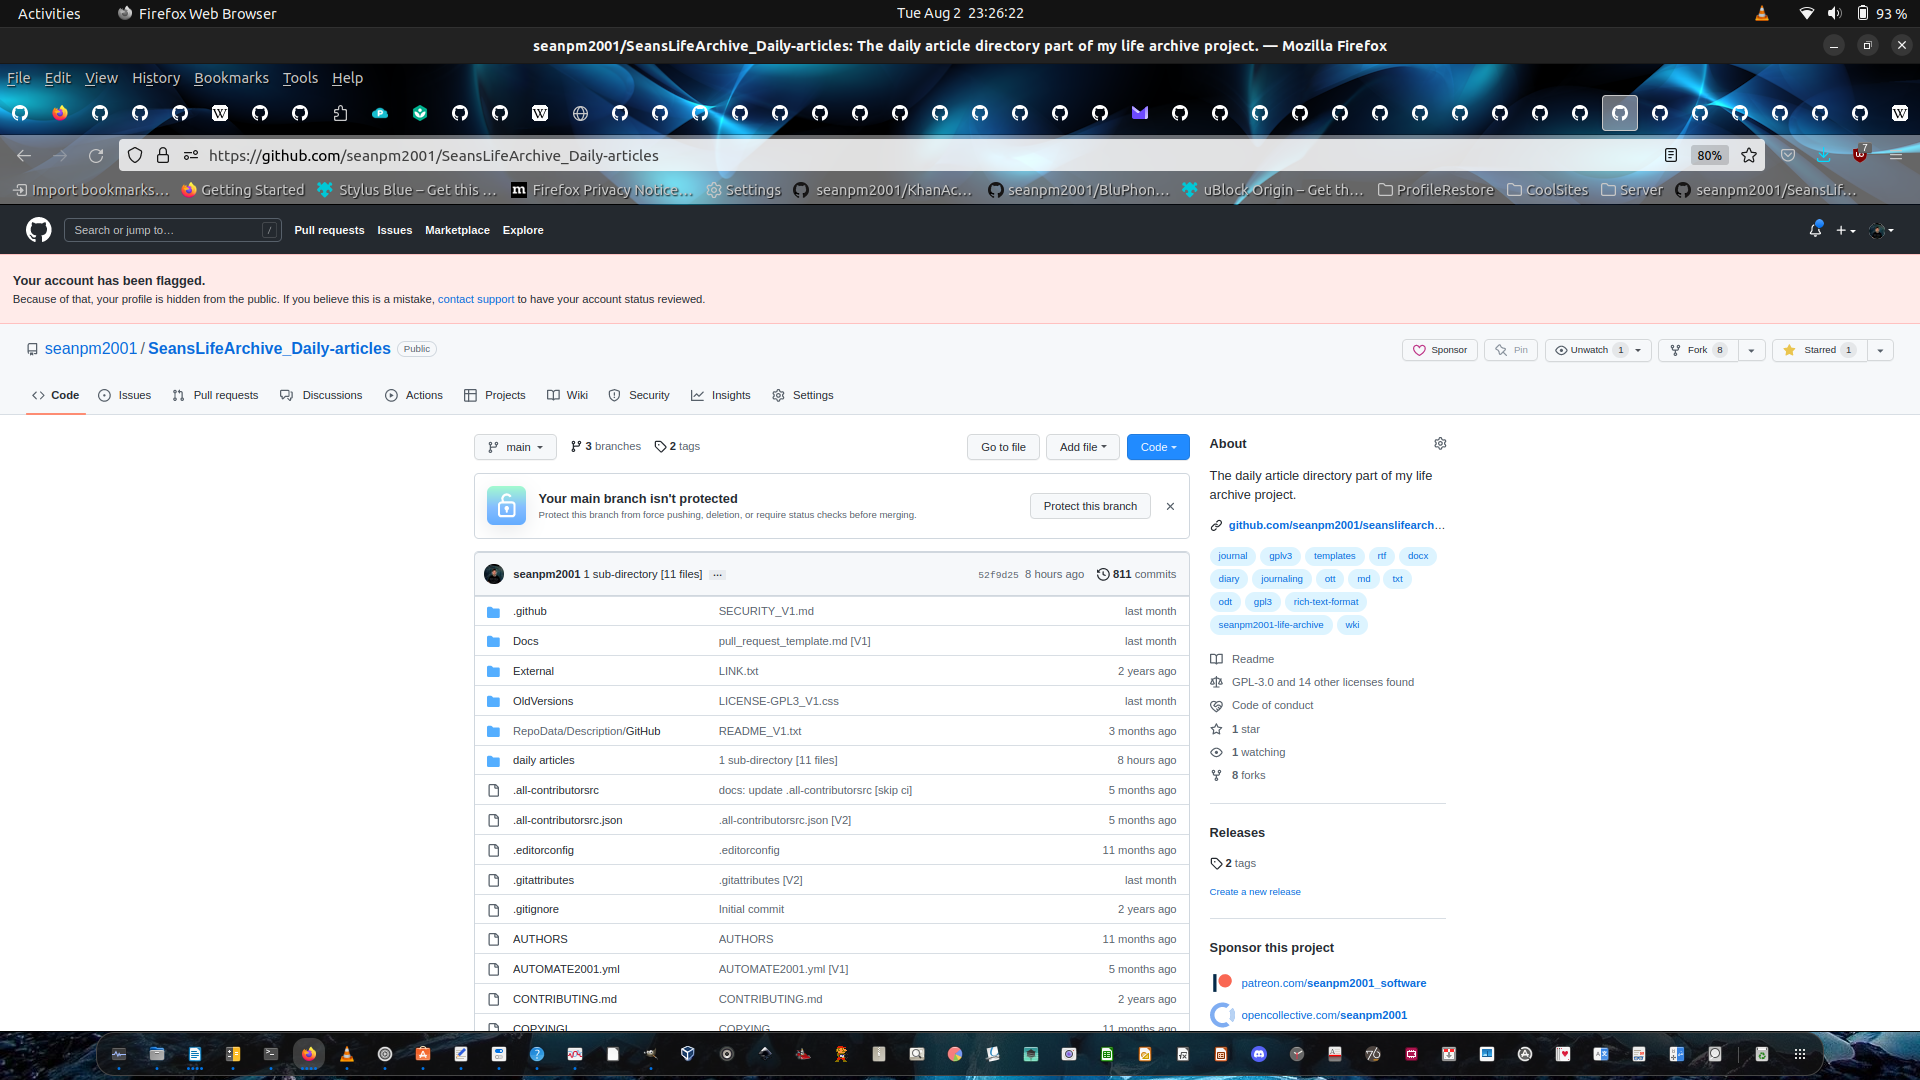 Activities
Firefox Web Browser
Tue Aug 2 23:26:22
93 %
seanpm2001/SeansLifeArchive_Daily-articles: The daily article directory part of my life archive project. — Mozilla Firefox
File Edit View History Bookmarks Tools Help
https://github.com/seanpm2001/SeansLifeArchive_Daily-articles
80%
7
Import bookmarks…
Getting Started
Stylus Blue – Get this …
Firefox Privacy Notice…
Settings
seanpm2001/KhanAc…
seanpm2001/BluPhon…
uBlock Origin – Get th…
ProfileRestore
CoolSites
Server
seanpm2001/SeansLif…
Search or jump to…
/
Pull requests
Issues
Marketplace
Explore
Your account has been flagged.
Because of that, your profile is hidden from the public. If you believe this is a mistake, contact support to have your account status reviewed.
seanpm2001 / SeansLifeArchive_Daily-articles Public
Sponsor
Pin
Unwatch 1
Fork 8
Starred 1
Code
Issues
Pull requests
Discussions
Actions
Projects
Wiki
Security
Insights
Settings
main
3 branches
2 tags
Go to file
Add file
Code
Your main branch isn't protected
Protect this branch from force pushing, deletion, or require status checks before merging.
Protect this branch
seanpm2001 1 sub-directory [11 files] …
52f9d25 8 hours ago
811 commits
.github SECURITY_V1.md last month
Docs pull_request_template.md [V1] last month
External LINK.txt 2 years ago
OldVersions LICENSE-GPL3_V1.css last month
RepoData/Description/GitHub README_V1.txt 3 months ago
daily articles 1 sub-directory [11 files] 8 hours ago
.all-contributorsrc docs: update .all-contributorsrc [skip ci] 5 months ago
.all-contributorsrc.json .all-contributorsrc.json [V2] 5 months ago
.editorconfig .editorconfig 11 months ago
.gitattributes .gitattributes [V2] last month
.gitignore Initial commit 2 years ago
AUTHORS AUTHORS 11 months ago
AUTOMATE2001.yml AUTOMATE2001.yml [V1] 5 months ago
CONTRIBUTING.md CONTRIBUTING.md 2 years ago
COPYING 11 months ago
About
The daily article directory part of my life
archive project.
github.com/seanpm2001/seanslifearch…
journal gplv3 templates rtf docx
diary journaling ott md txt
odt gpl3 rich-text-format
seanpm2001-life-archive wki
Readme
GPL-3.0 and 14 other licenses found
Code of conduct
1 star
1 watching
8 forks
Releases
2 tags
Create a new release
Sponsor this project
patreon.com/seanpm2001_software
opencollective.com/seanpm2001